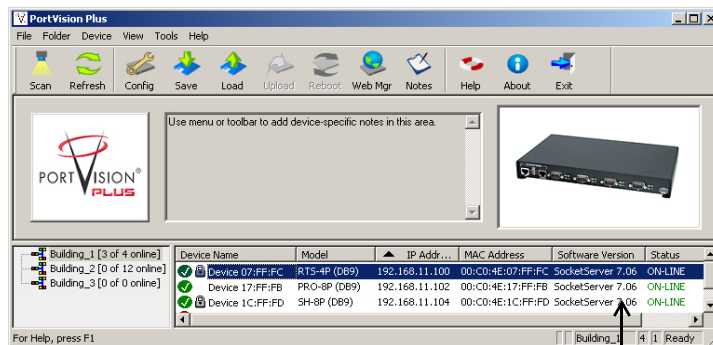 PortVision Plus
File Folder Device View Tools Help
Scan Refresh Config Save Load Upload Reboot Web Mgr Notes Help About Exit
Use menu or toolbar to add device-specific notes in this area.
PORT VISION®
PLUS
Building_1 [3 of 4 online]
Building_2 [0 of 12 online]
Building_3 [0 of 0 online]
Device Name Model IP Addr... MAC Address Software Version Status
Device 07:FF:FC RTS-4P (DB9) 192.168.11.100 00:C0:4E:07:FF:FC SocketServer 7.06 ON-LINE
Device 17:FF:FB PRO-8P (DB9) 192.168.11.102 00:C0:4E:17:FF:FB SocketServer 7.06 ON-LINE
Device 1C:FF:FD SH-8P (DB9) 192.168.11.104 00:C0:4E:1C:FF:FD SocketServer 7.06 ON-LINE
For Help, press F1 Building_1 4 1 Ready